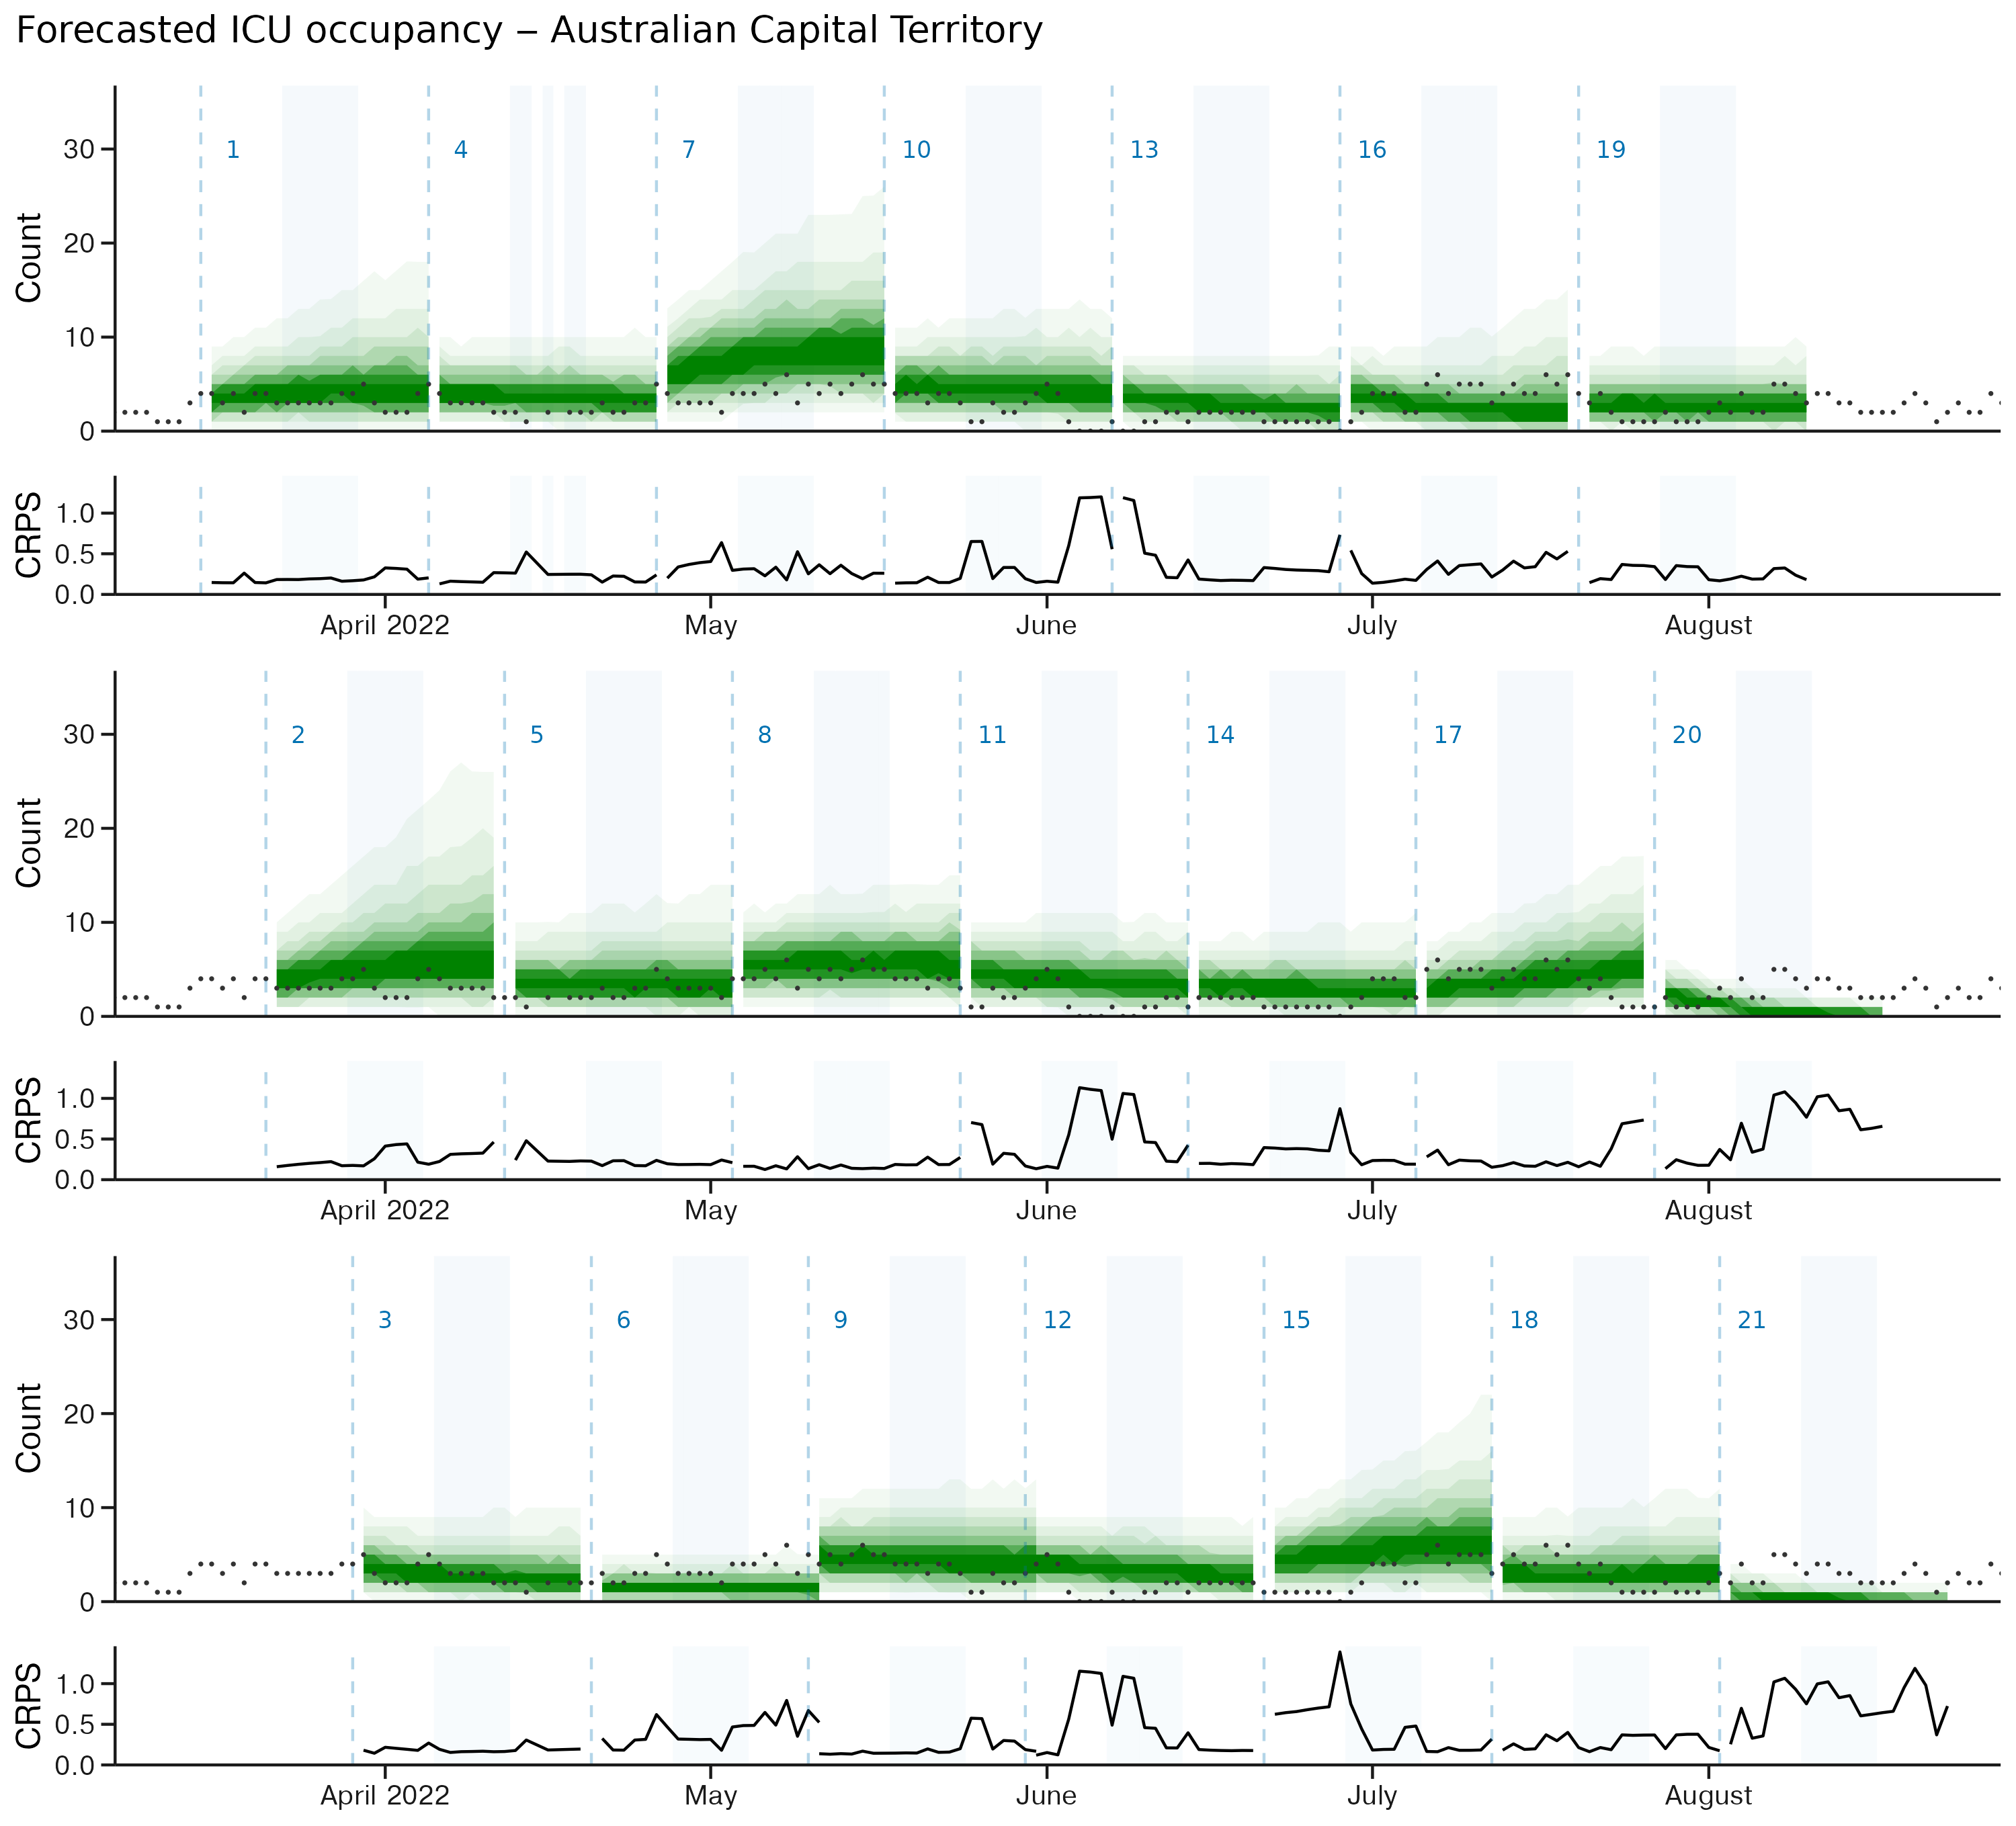 Forecasted ICU occupancy – Australian Capital Territory
1 4 7 10 13 16 19
30
20
10
0
Count
1.0
0.5
0.0
CRPS
April 2022 May June July August
2 5 8 11 14 17 20
30
20
10
0
Count
1.0
0.5
0.0
CRPS
April 2022 May June July August
3 6 9 12 15 18 21
30
20
10
0
Count
1.0
0.5
0.0
CRPS
April 2022 May June July August